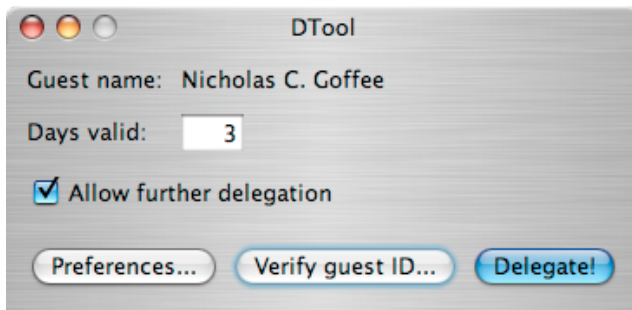 DTool
Guest name: Nicholas C. Goffee
Days valid: 3
Allow further delegation
Preferences... Verify guest ID... Delegate!